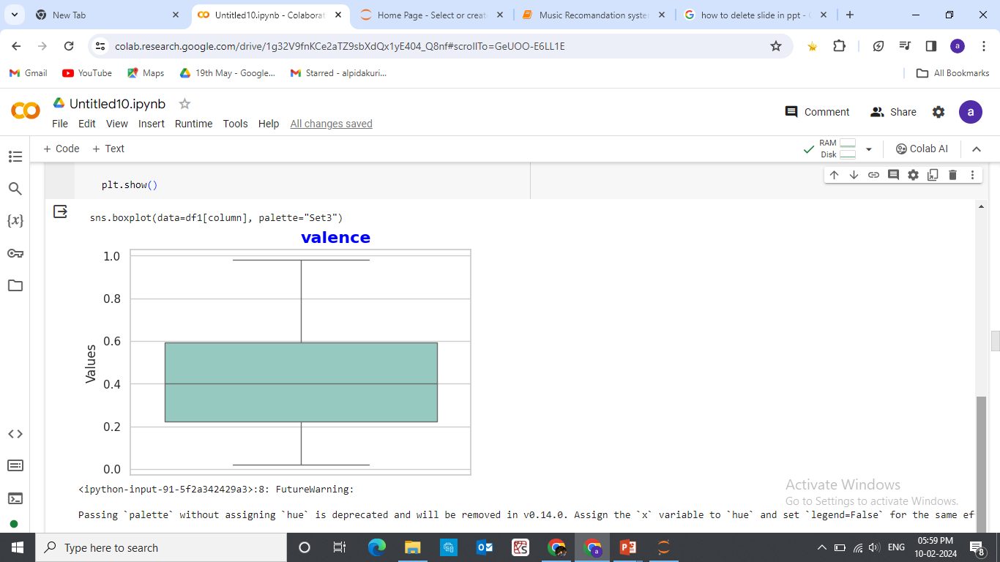 New Tab
Untitled10.ipynb - Colaborat
Home Page - Select or creat
Music Recomandation syste
how to delete slide in ppt -
colab.research.google.com/drive/1g32V9fnKCe2aTZ9sbXdQx1yE404_Q8nf#scrollTo=GeUOO-E6LL1E
a
Gmail
YouTube
Maps
19th May - Google...
Starred - alpidakuri...
All Bookmarks
Untitled10.ipynb
File Edit View Insert Runtime Tools Help All changes saved
Comment
Share
a
+ Code + Text
RAM
Disk
Colab AI
plt.show()
{x}
sns.boxplot(data=df1[column], palette="Set3")
valence
1.0
0.8
0.6
0.4
0.2
0.0
Values
<ipython-input-91-5f2a342429a3>:8: FutureWarning:
Passing `palette` without assigning `hue` is deprecated and will be removed in v0.14.0. Assign the `x` variable to `hue` and set `legend=False` for the same ef
Activate Windows
Go to Settings to activate Windows.
Type here to search
ENG
05:59 PM
10-02-2024
8